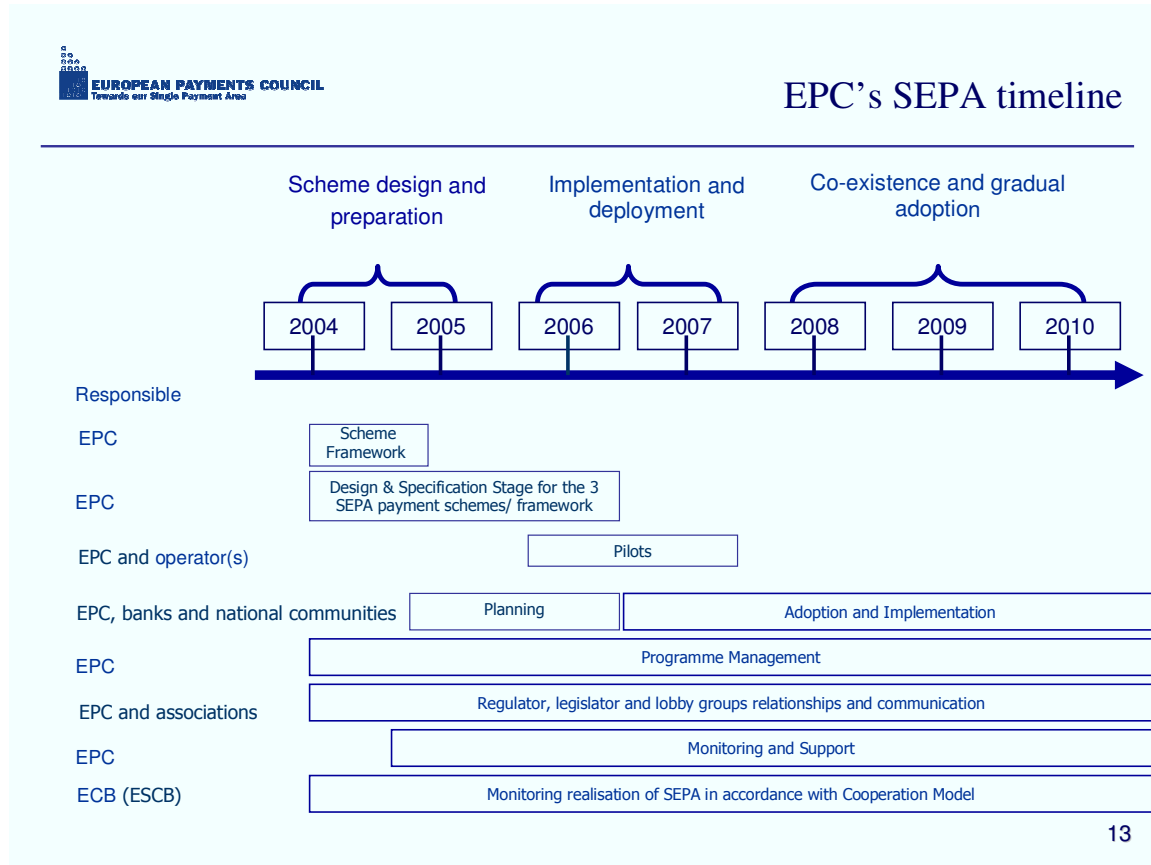 EUROPEAN PAYMENTS COUNCIL
Towards our Single Payment Area
EPC's SEPA timeline
Scheme design and
preparation
Implementation and
deployment
Co-existence and gradual
adoption
2004
2005
2006
2007
2008
2009
2010
Responsible
EPC
Scheme
Framework
EPC
Design & Specification Stage for the 3
SEPA payment schemes/ framework
EPC and operator(s)
Pilots
EPC, banks and national communities
Planning
Adoption and Implementation
EPC
Programme Management
EPC and associations
Regulator, legislator and lobby groups relationships and communication
EPC
Monitoring and Support
ECB (ESCB)
Monitoring realisation of SEPA in accordance with Cooperation Model
13